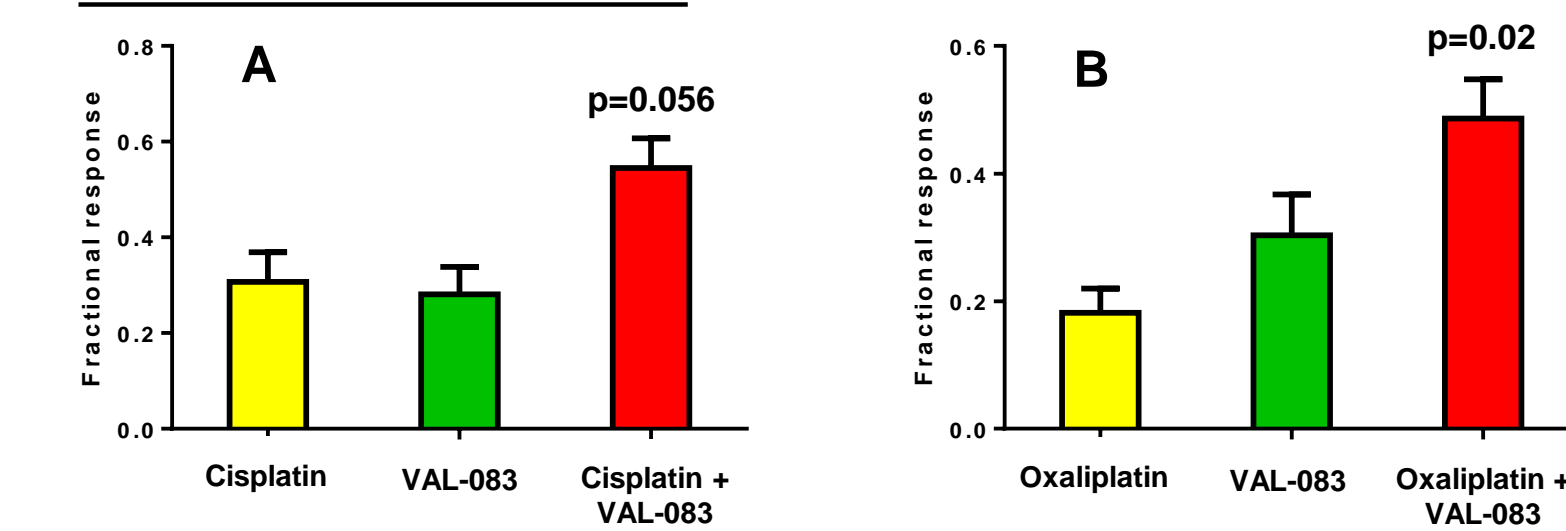 A
p=0.056
Fractional response
0.8
0.6
0.4
0.2
0.0
Cisplatin
VAL-083
Cisplatin +
VAL-083
B
p=0.02
Fractional response
0.6
0.4
0.2
0.0
Oxaliplatin
VAL-083
Oxaliplatin +
VAL-083